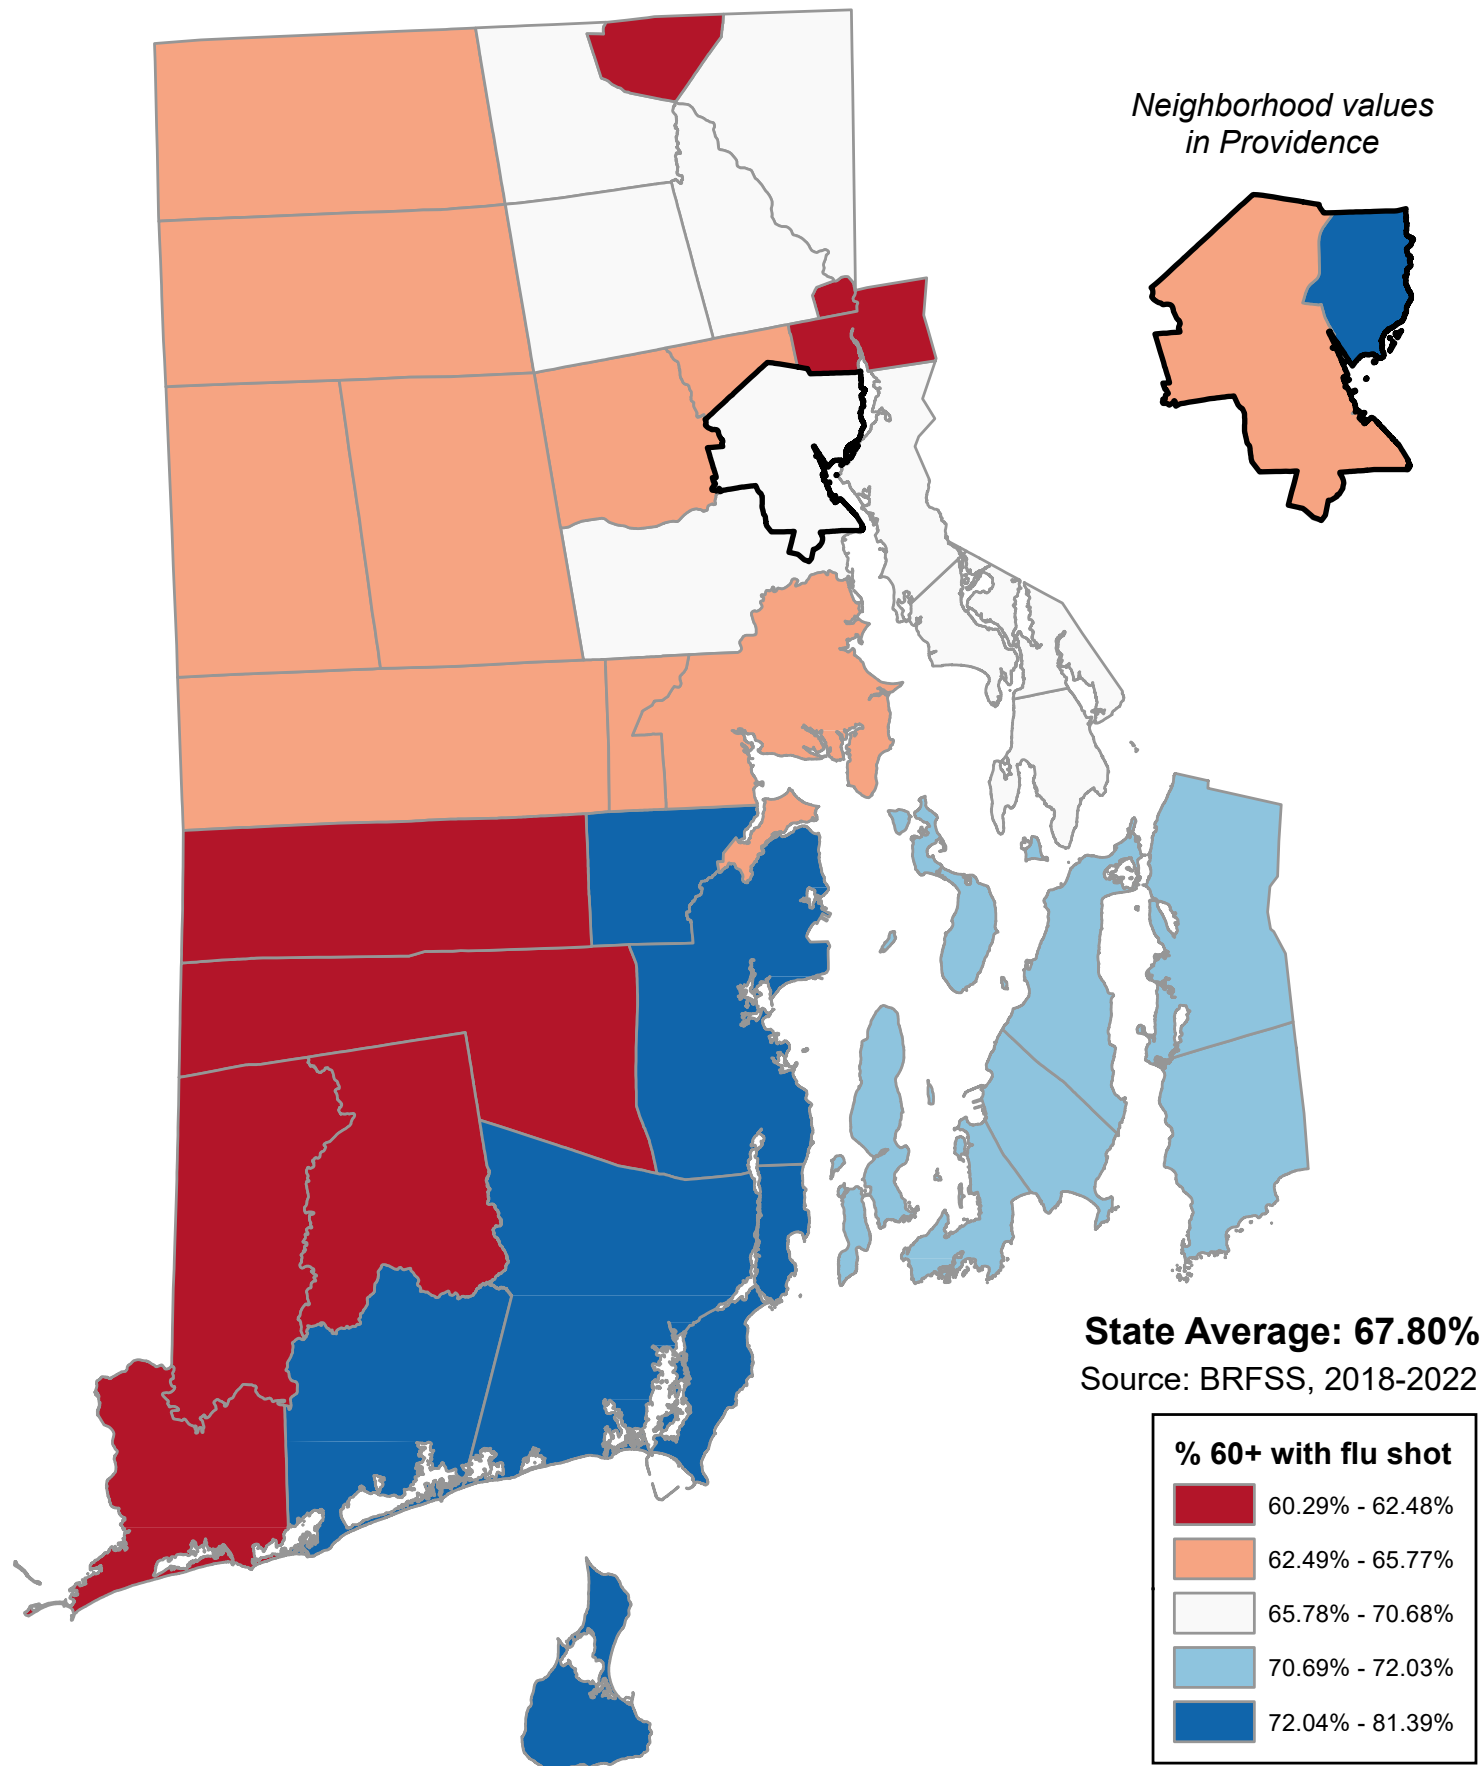 Neighborhood values
in Providence
State Average: 67.80%
Source: BRFSS, 2018-2022
% 60+ with flu shot
60.29% - 62.48%
62.49% - 65.77%
65.78% - 70.68%
70.69% - 72.03%
72.04% - 81.39%